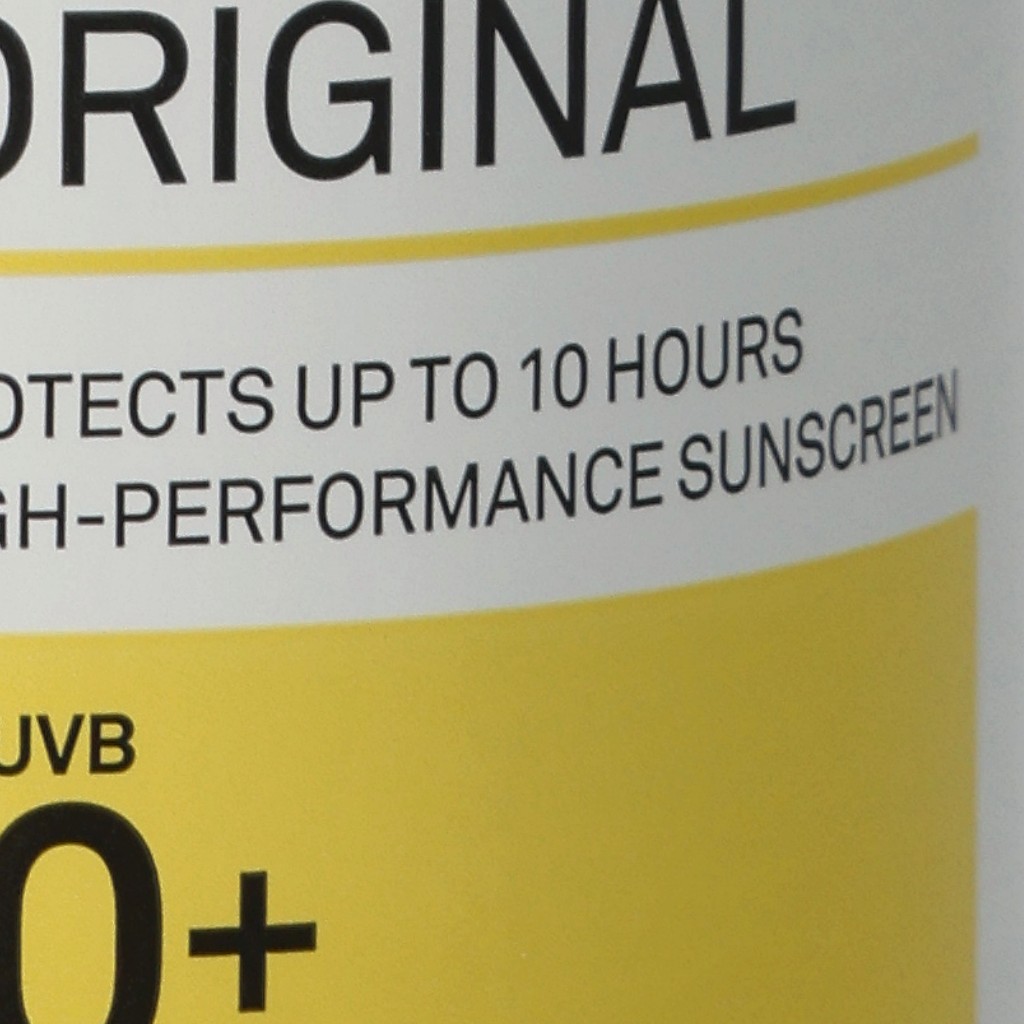 ORIGINAL
OTECTS UP TO 10 HOURS
GH-PERFORMANCE SUNSCREEN
UVB
0+